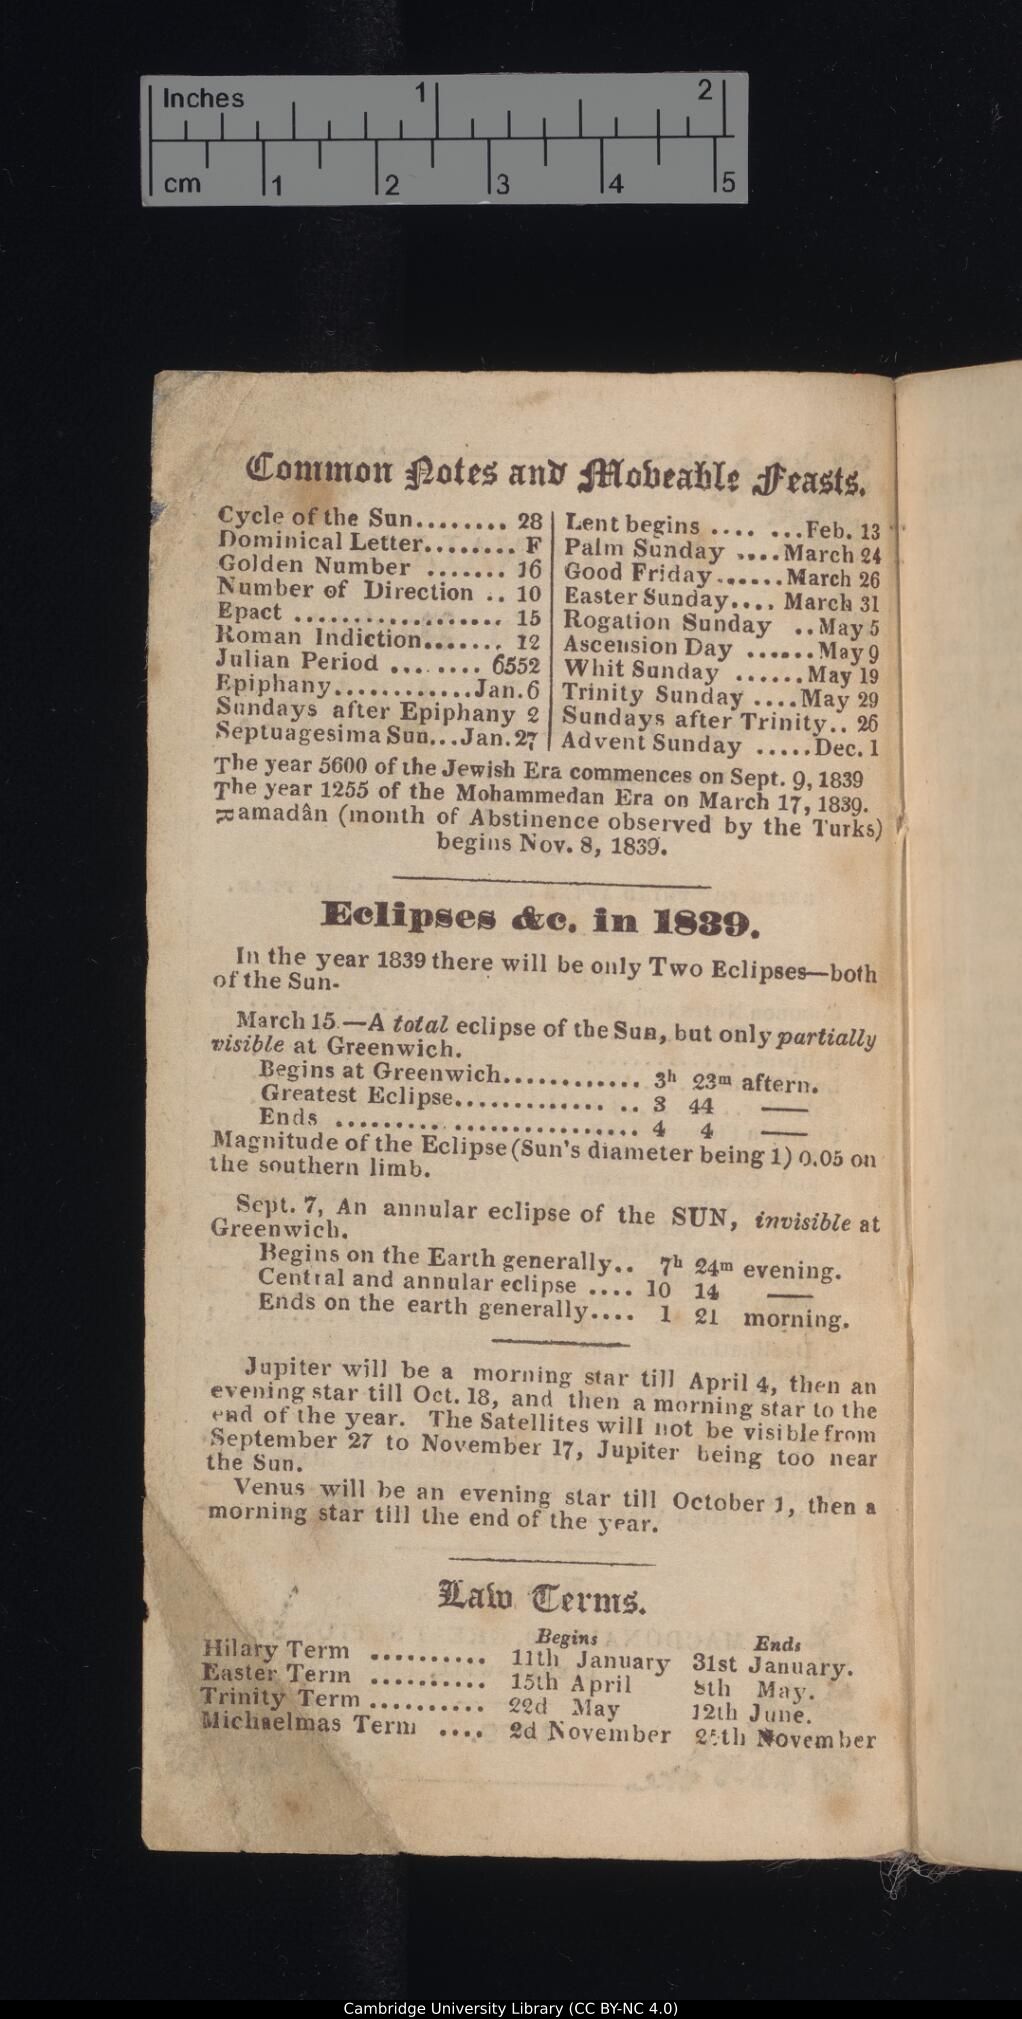 Inches 1 2
cm 1 2 3 4 5
Common Notes and Moveable Feasts.
Cycle of the Sun........ 28
Dominical Letter........ F
Golden Number ....... 16
Number of Direction .. 10
Epact .................. 15
Roman Indiction....... 12
Julian Period ........ 6552
Epiphany............Jan. 6
Sundays after Epiphany 2
Septuagesima Sun...Jan. 27
Lent begins .... ...Feb. 13
Palm Sunday ....March 24
Good Friday......March 26
Easter Sunday.... March 31
Rogation Sunday ..May 5
Ascension Day ......May 9
Whit Sunday ......May 19
Trinity Sunday ....May 29
Sundays after Trinity.. 26
Advent Sunday .....Dec. 1
The year 5600 of the Jewish Era commences on Sept. 9, 1839
The year 1255 of the Mohammedan Era on March 17, 1839.
Ramadân (month of Abstinence observed by the Turks)
begins Nov. 8, 1839.
Eclipses &c. in 1839.
In the year 1839 there will be only Two Eclipses—both
of the Sun-
March 15.—A total eclipse of the Sun, but only partially
visible at Greenwich.
Begins at Greenwich............ 3h 23m aftern.
Greatest Eclipse............. .. 3 44 —
Ends ......... ................ 4 4 —
Magnitude of the Eclipse (Sun's diameter being 1) 0.05 on
the southern limb.
Sept. 7, An annular eclipse of the SUN, invisible at
Greenwich.
Begins on the Earth generally.. 7h 24m evening.
Central and annular eclipse .... 10 14 —
Ends on the earth generally.... 1 21 morning.
Jupiter will be a morning star till April 4, then an
evening star till Oct. 18, and then a morning star to the
end of the year. The Satellites will not be visible from
September 27 to November 17, Jupiter being too near
the Sun.
Venus will be an evening star till October 1, then a
morning star till the end of the year.
Law Terms.
Begins Ends
Hilary Term .......... 11th January 31st January.
Easter Term .......... 15th April 8th May.
Trinity Term .......... 22d May 12th June.
Michaelmas Term .... 2d November 25th November
Cambridge University Library (CC BY-NC 4.0)